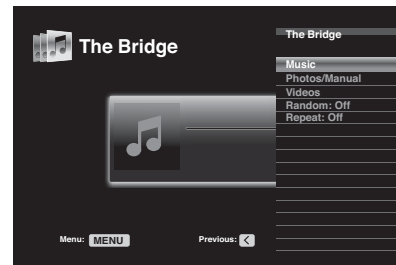 The Bridge
The Bridge
Music
Photos/Manual
Videos
Random: Off
Repeat: Off
Menu: MENU
Previous: <